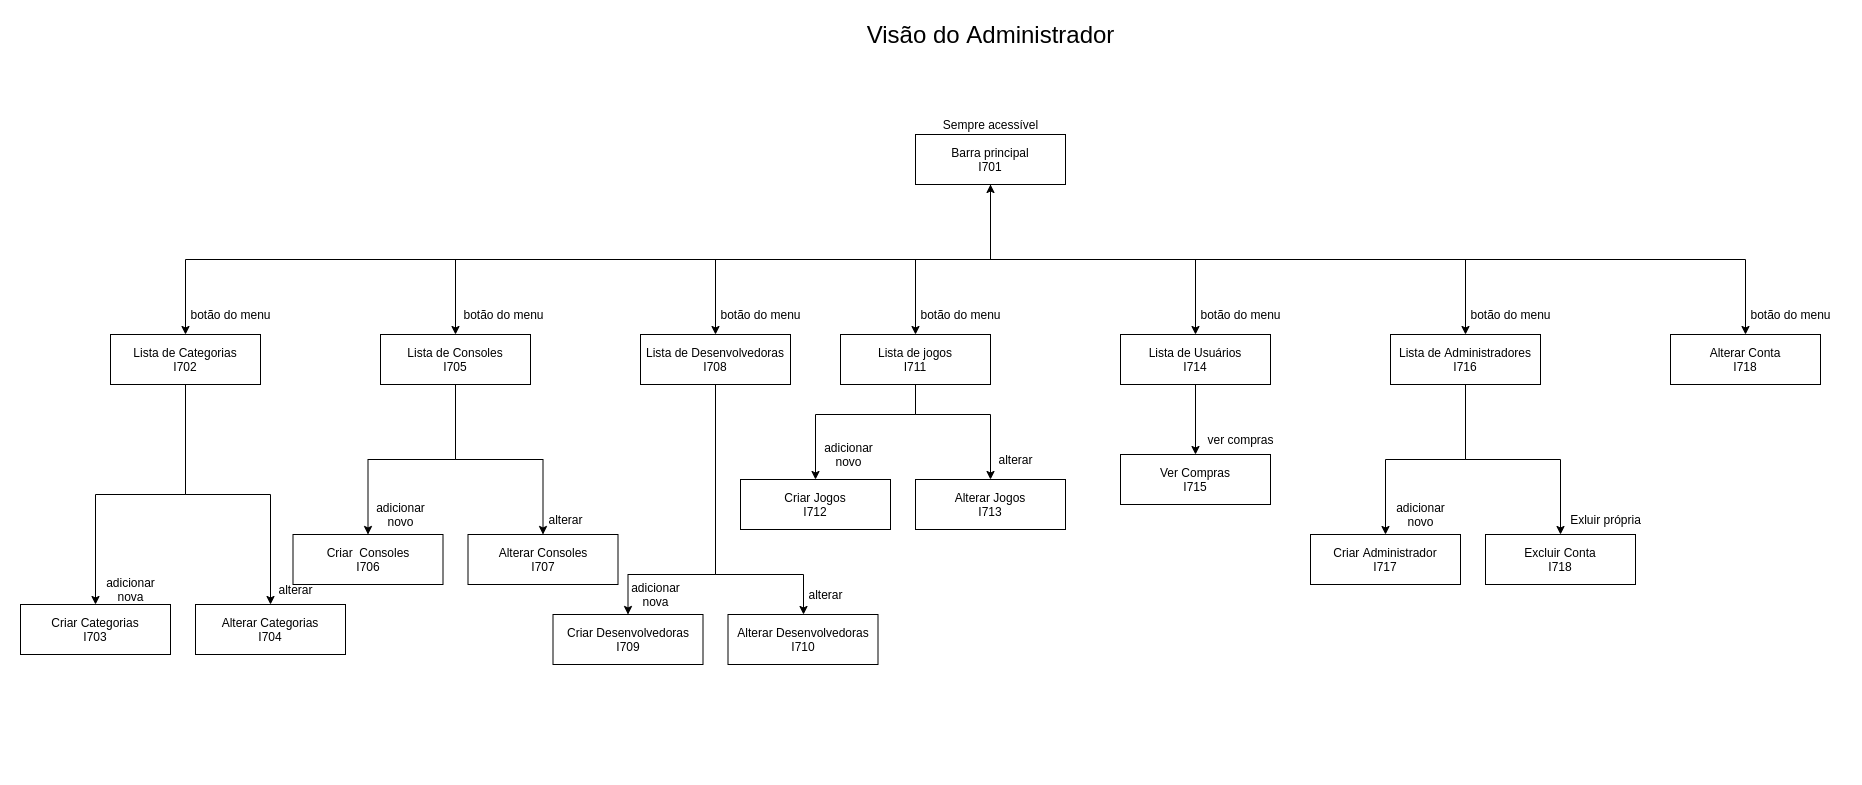 Visão do Administrador
Sempre acessível
Barra principal
I701
botão do menu
botão do menu
botão do menu
botão do menu
botão do menu
botão do menu
botão do menu
Lista de Categorias
I702
Lista de Consoles
I705
Lista de Desenvolvedoras
I708
Lista de jogos
I711
Lista de Usuários
I714
Lista de Administradores
I716
Alterar Conta
I718
adicionar
novo
alterar
ver compras
Criar Jogos
I712
Alterar Jogos
I713
Ver Compras
I715
adicionar
novo
alterar
adicionar
novo
Exluir própria
Criar  Consoles
I706
Alterar Consoles
I707
Criar Administrador
I717
Excluir Conta
I718
adicionar
nova
alterar
adicionar
nova
alterar
Criar Categorias
I703
Alterar Categorias
I704
Criar Desenvolvedoras
I709
Alterar Desenvolvedoras
I710